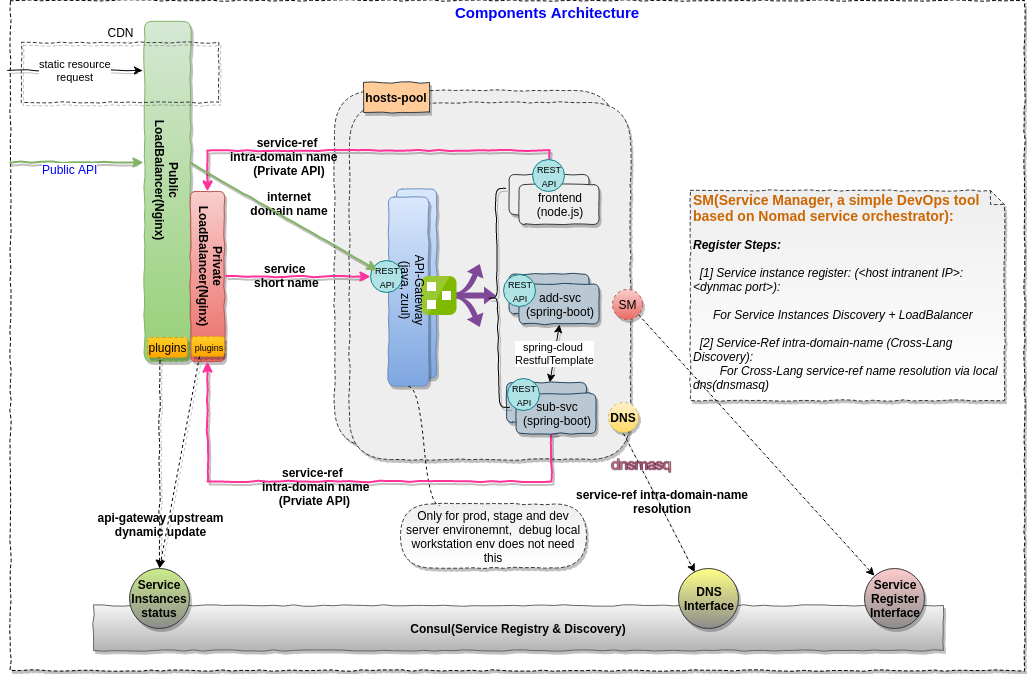 Components Architecture
CDN
static resource
request
Public API
Public
LoadBalancer(Nginx)
Private
LoadBalancer(Nginx)
plugins
plugins
hosts-pool
service-ref
intra-domain name
(Private API)
internet
domain name
service
short name
REST
API
API-Gateway
(java, zuul)
REST
API
frontend
(node.js)
REST
API
add-svc
(spring-boot)
spring-cloud
RestfulTemplate
REST
API
sub-svc
(spring-boot)
SM
DNS
dnsmasq
SM(Service Manager, a simple DevOps tool
based on Nomad service orchestrator):
Register Steps:
[1] Service instance register: (<host intranent IP>:
<dynmac port>):
For Service Instances Discovery + LoadBalancer
[2] Service-Ref intra-domain-name (Cross-Lang
Discovery):
For Cross-Lang service-ref name resolution via local
dns(dnsmasq)
service-ref
intra-domain name
(Prviate API)
service-ref intra-domain-name
resolution
Only for prod, stage and dev
server environemnt,  debug local
workstation env does not need
this
api-gateway upstream
dynamic update
Service
Instances
status
DNS
Interface
Service
Register
Interface
Consul(Service Registry & Discovery)